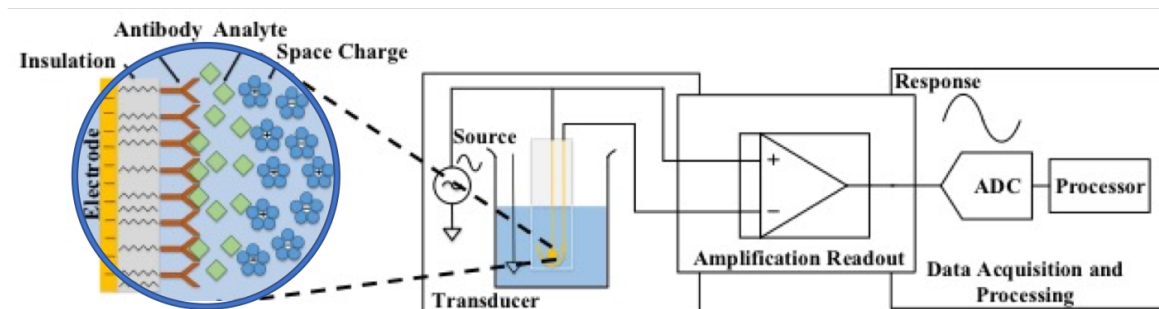 Antibody Analyte
Insulation
Space Charge
Electrode
Source
Transducer
+
−
Amplification Readout
Response
ADC
Processor
Data Acquisition and
Processing